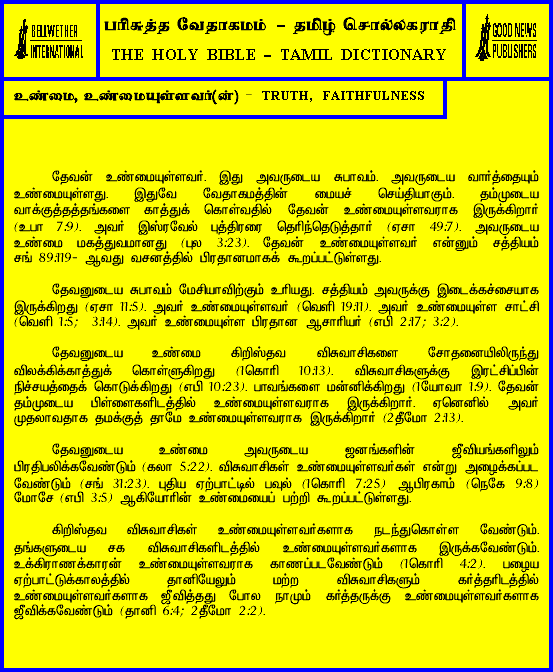 BELLWETHER
INTERNATIONAL
பரிசுத்த வேதாகமம் – தமிழ் சொல்லகராதி
THE HOLY BIBLE – TAMIL DICTIONARY
GOOD NEWS
PUBLISHERS
உண்மை, உண்மையுள்ளவர்(ன்) – TRUTH, FAITHFULNESS
தேவன் உண்மையுள்ளவர். இது அவருடைய சுபாவம். அவருடைய வார்த்தையும்
உண்மையுள்ளது. இதுவே வேதாகமத்தின் மையச் செய்தியாகும். தம்முடைய
வாக்குத்தத்தங்களை காத்துக் கொள்வதில் தேவன் உண்மையுள்ளவராக இருக்கிறார்
(உபா 7:9). அவர் இஸ்ரவேல் புத்திரரை தெரிந்தெடுத்தார் (ஏசா 49:7). அவருடைய
உண்மை மகத்துவமானது (புல 3:23). தேவன் உண்மையுள்ளவர் என்னும் சத்தியம்
சங் 89:119- ஆவது வசனத்தில் பிரதானமாகக் கூறப்பட்டுள்ளது.
தேவனுடைய சுபாவம் மேசியாவிற்கும் உரியது. சத்தியம் அவருக்கு இடைக்கச்சையாக
இருக்கிறது (ஏசா 11:5). அவர் உண்மையுள்ளவர் (வெளி 19:11). அவர் உண்மையுள்ள சாட்சி
(வெளி 1:5; 3:14). அவர் உண்மையுள்ள பிரதான ஆசாரியர் (எபி 2:17; 3:2).
தேவனுடைய உண்மை கிறிஸ்தவ விசுவாசிகளை சோதனையிலிருந்து
விலக்கிக்காத்துக் கொள்ளுகிறது (1கொரி 10:13). விசுவாசிகளுக்கு இரட்சிப்பின்
நிச்சயத்தைக் கொடுக்கிறது (எபி 10:23). பாவங்களை மன்னிக்கிறது (1யோவா 1:9). தேவன்
தம்முடைய பிள்ளைகளிடத்தில் உண்மையுள்ளவராக இருக்கிறார். ஏனெனில் அவர்
முதலாவதாக தமக்குத் தாமே உண்மையுள்ளவராக இருக்கிறார் (2தீமோ 2:13).
தேவனுடைய உண்மை அவருடைய ஜனங்களின் ஜீவியங்களிலும்
பிரதிபலிக்கவேண்டும் (கலா 5:22). விசுவாசிகள் உண்மையுள்ளவர்கள் என்று அழைக்கப்பட
வேண்டும் (சங் 31:23). புதிய ஏற்பாட்டில் பவுல் (1கொரி 7:25) ஆபிரகாம் (நெகே 9:8)
மோசே (எபி 3:5) ஆகியோரின் உண்மையைப் பற்றி கூறப்பட்டுள்ளது.
கிறிஸ்தவ விசுவாசிகள் உண்மையுள்ளவர்களாக நடந்துகொள்ள வேண்டும்.
தங்களுடைய சக விசுவாசிகளிடத்தில் உண்மையுள்ளவர்களாக இருக்கவேண்டும்.
உக்கிராணக்காரன் உண்மையுள்ளவராக காணப்படவேண்டும் (1கொரி 4:2). பழைய
ஏற்பாட்டுக்காலத்தில் தானியேலும் மற்ற விசுவாசிகளும் கர்த்தரிடத்தில்
உண்மையுள்ளவர்களாக ஜீவித்தது போல நாமும் கர்த்தருக்கு உண்மையுள்ளவர்களாக
ஜீவிக்கவேண்டும் (தானி 6:4; 2தீமோ 2:2).